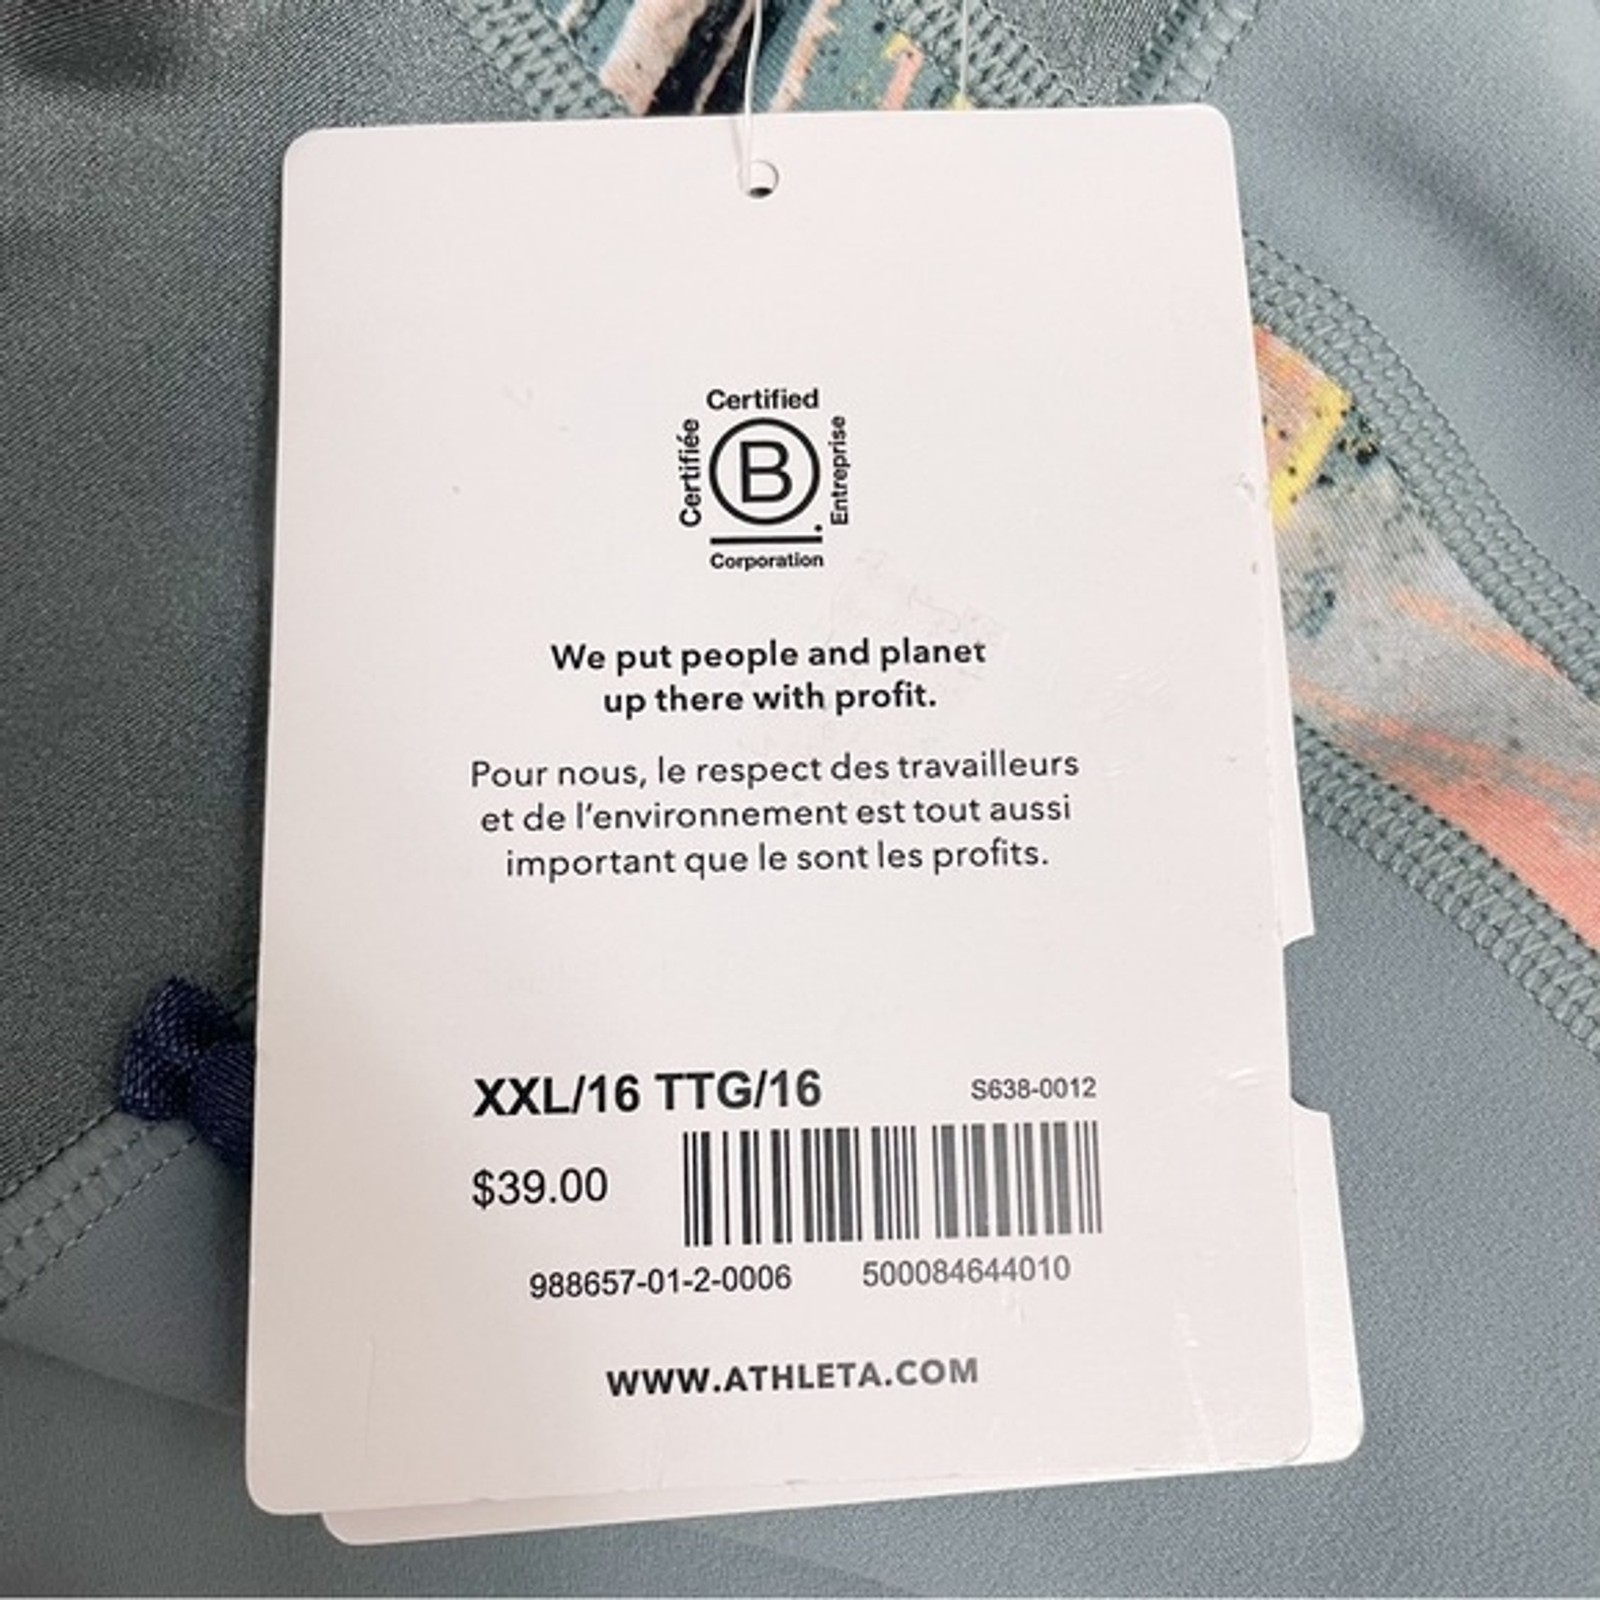 Certified
Certifiée
B
Entreprise
Corporation
We put people and planet
up there with profit.
Pour nous, le respect des travailleurs
et de l'environnement est tout aussi
important que le sont les profits.
XXL/16 TTG/16
S638-0012
$39.00
988657-01-2-0006
500084644010
WWW.ATHLETA.COM